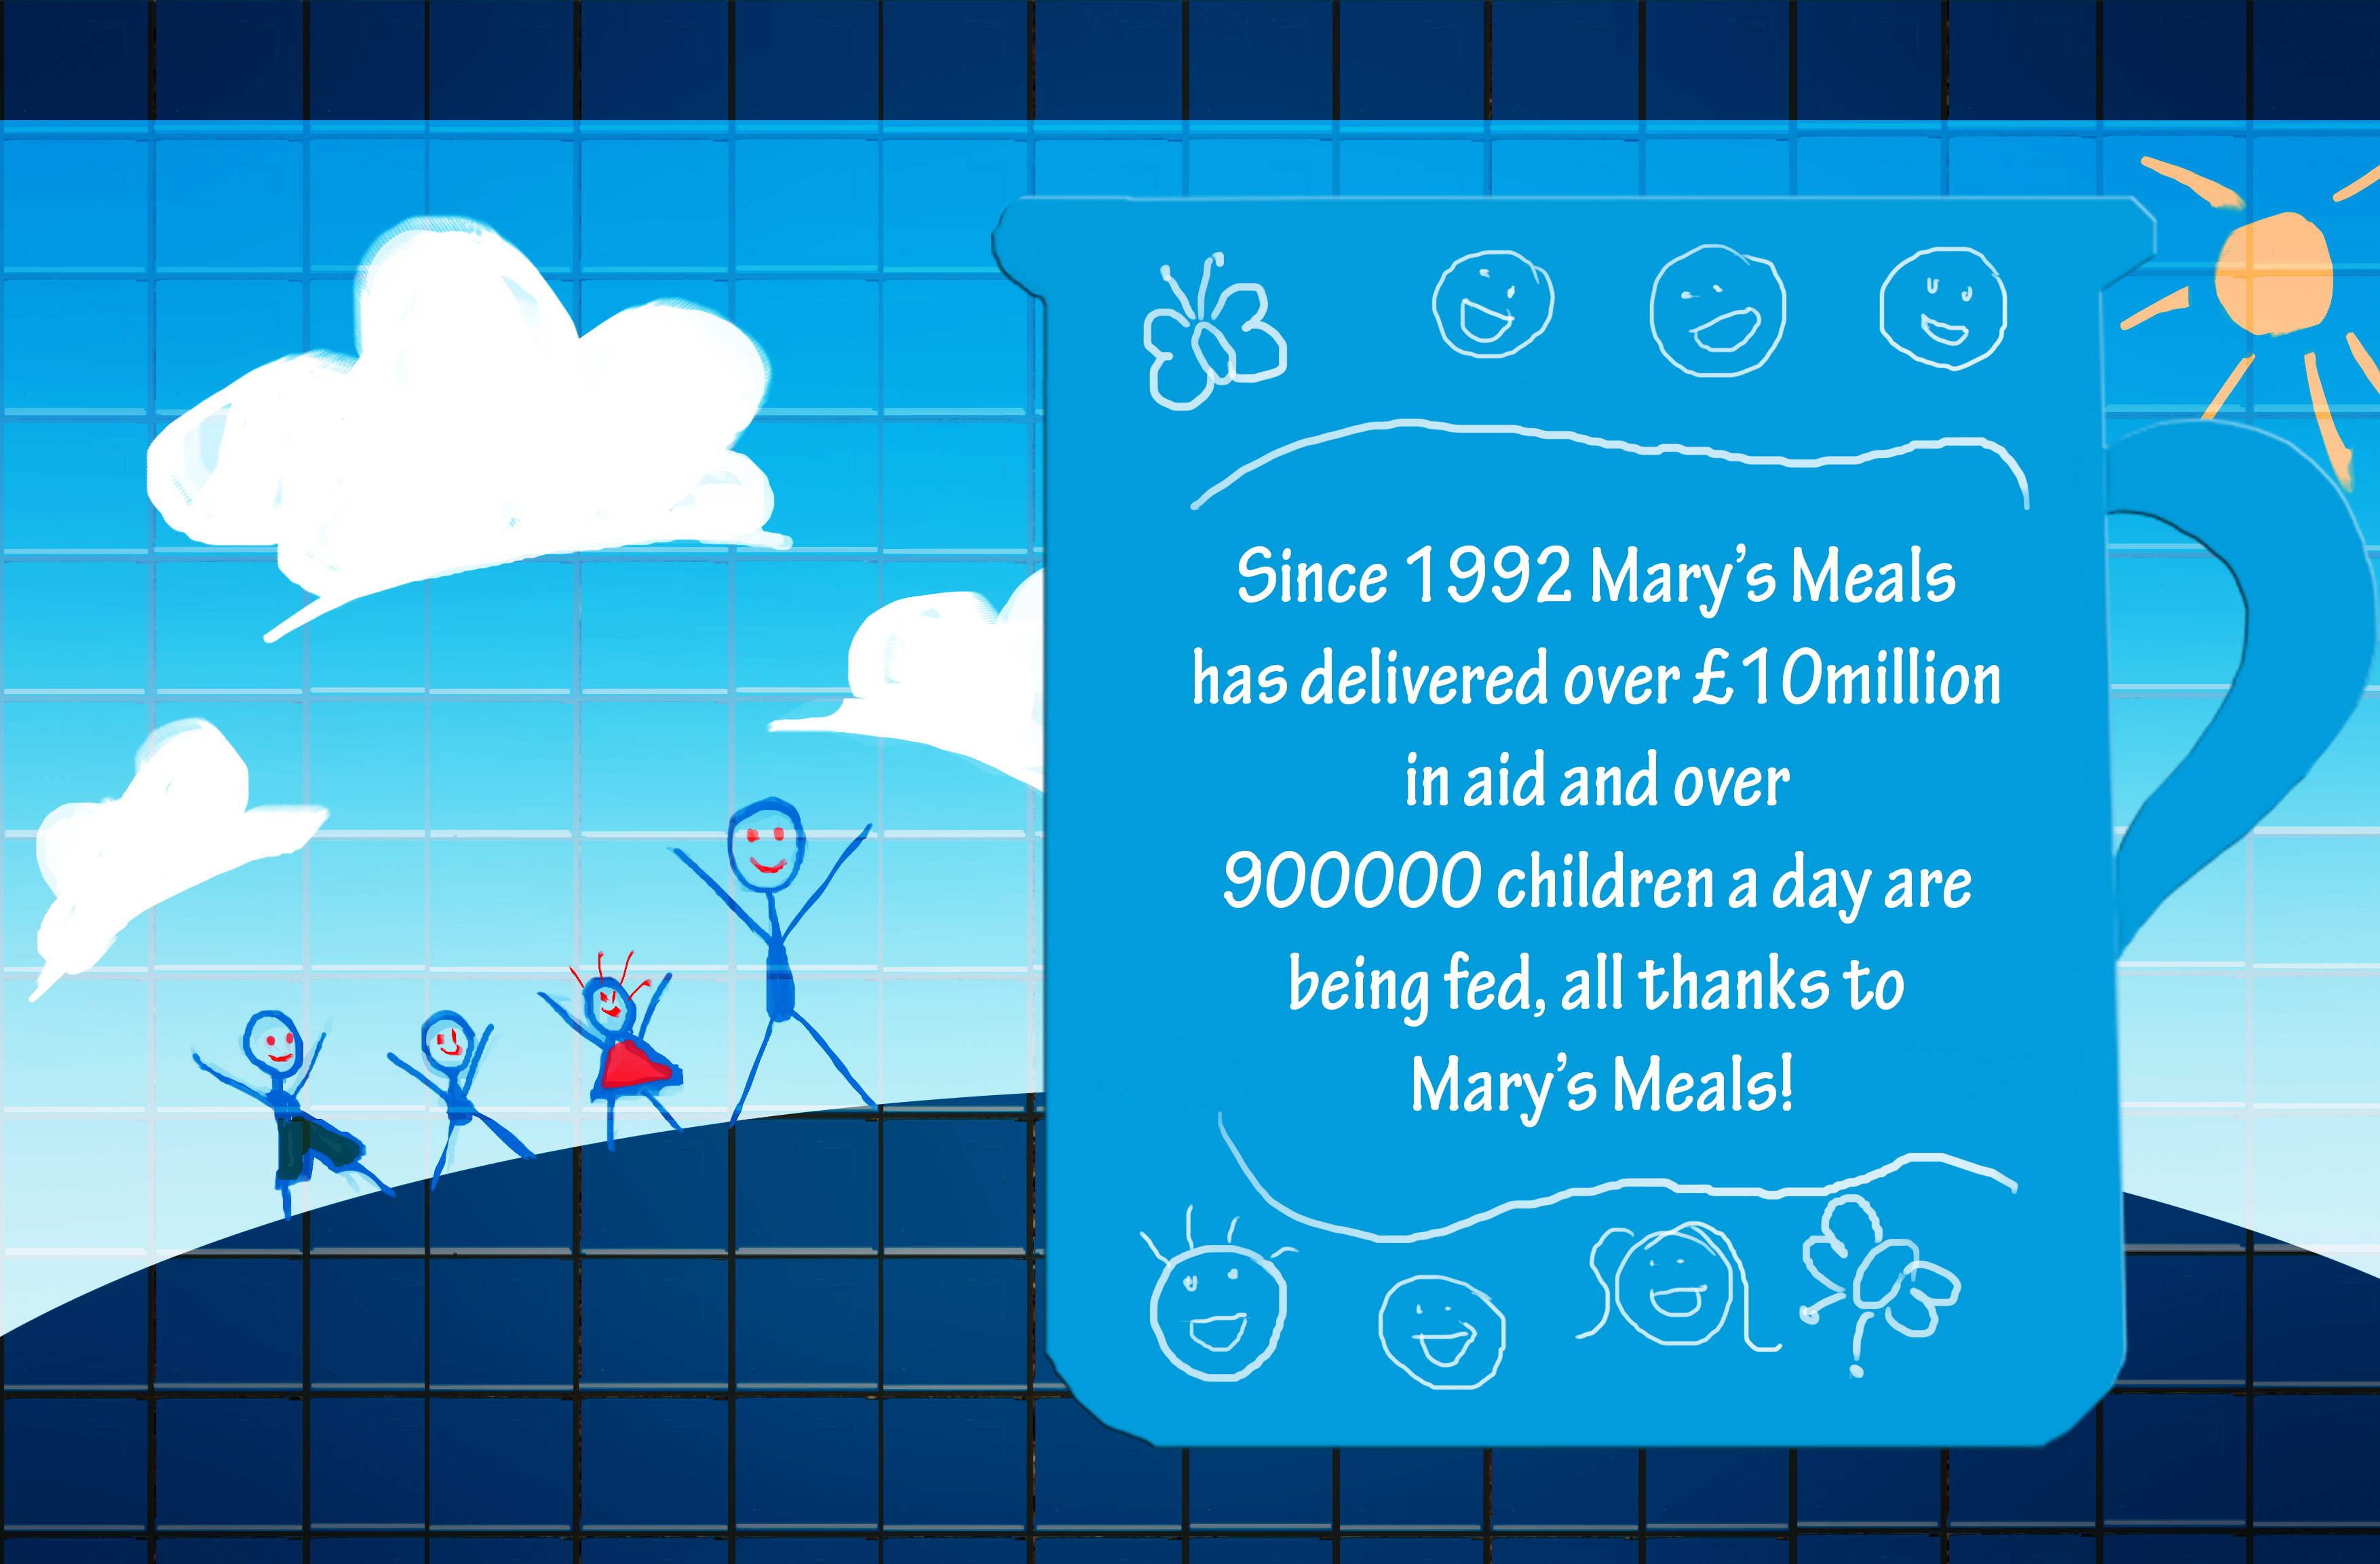 Since 1992 Mary’s Meals
has delivered over £10million
in aid and over
900000 children a day are
being fed, all thanks to
Mary’s Meals!